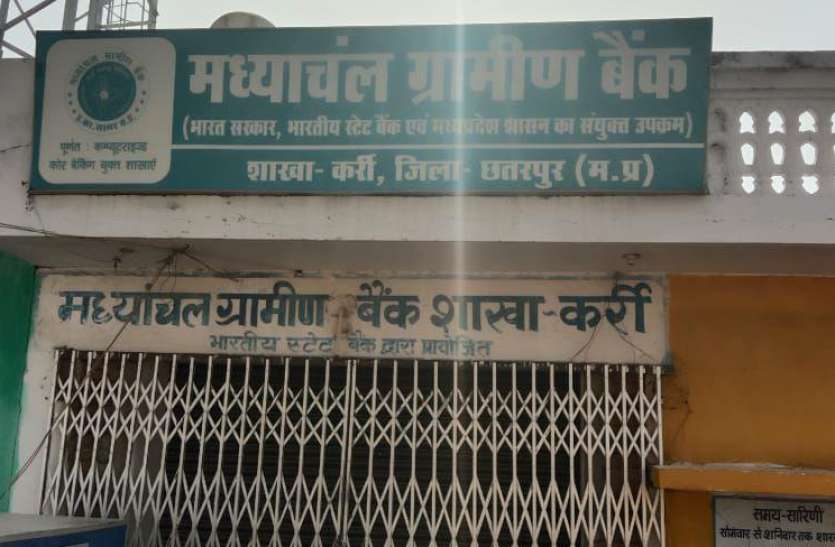 मध्याचंल ग्रामीण बैंक
(भारत सरकार, भारतीय स्टेट बैंक एवं मध्यप्रदेश शासन का संयुक्त उपक्रम)
शाखा- कर्री, जिला- छतरपुर (म.प्र)
मध्यांचल ग्रामीण बैंक
पूर्णतः कम्प्यूटराइज्ड
कोर बैंकिंग युक्त शाखाएँ
मध्याचल ग्रामीण बैंक शाखा-कर्री
भारतीय स्टेट बैंक द्वारा प्रायोजित
समय-सारिणी
सोमवार से शनिवार तक